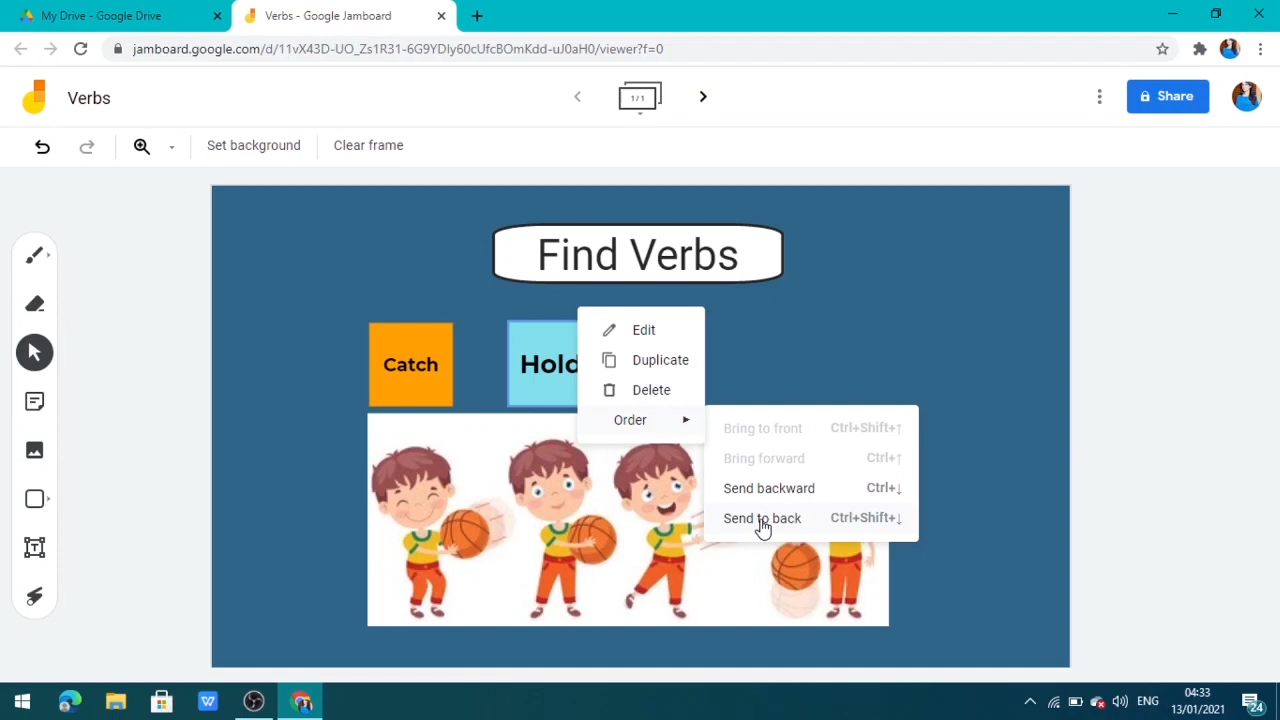 My Drive - Google Drive
Verbs - Google Jamboard
jamboard.google.com/d/11vX43D-UO_Zs1R31-6G9YDly60cUfcBOmKdd-uJ0aH0/viewer?f=0
Verbs
1/1
Share
Set background
Clear frame
Find Verbs
Catch
Hold
Edit
Duplicate
Delete
Order
Bring to front Ctrl+Shift+↑
Bring forward Ctrl+↑
Send backward Ctrl+↓
Send to back Ctrl+Shift+↓
ENG
04:33
13/01/2021
24